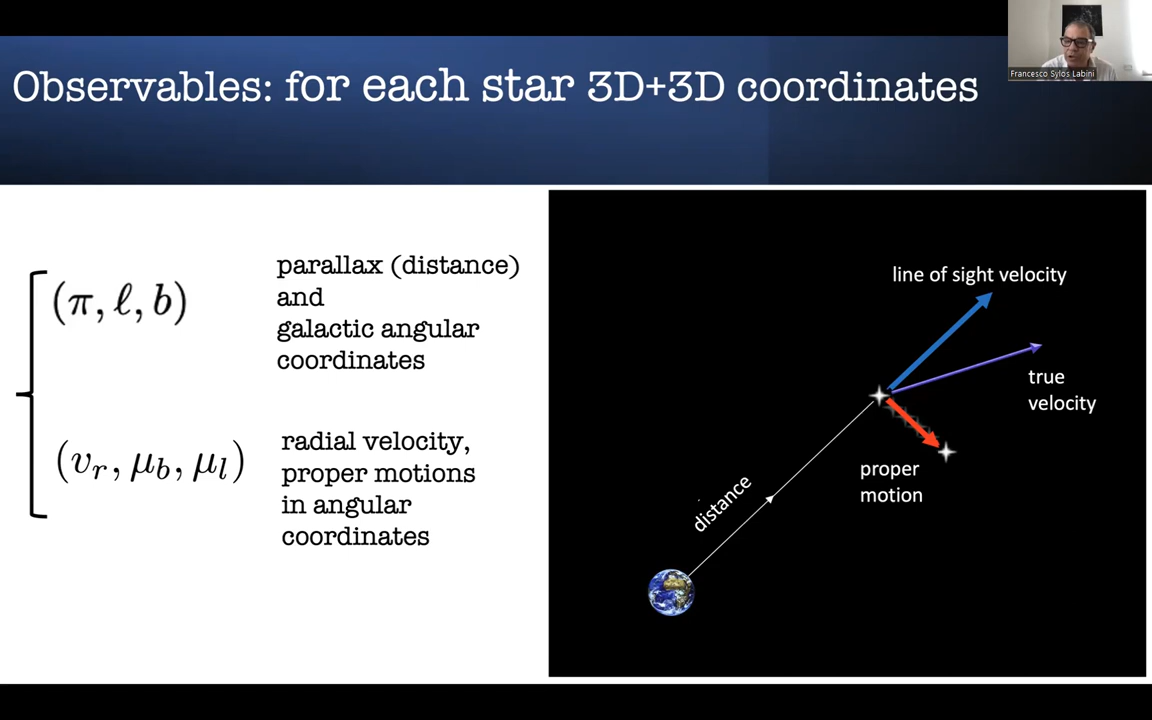 Observables: for each star 3D+3D coordinates
Francesco Sylos Labini
(π, ℓ, b)
parallax (distance)
and
galactic angular
coordinates
(v_r, μ_b, μ_l)
radial velocity,
proper motions
in angular
coordinates
line of sight velocity
true
velocity
proper
motion
distance